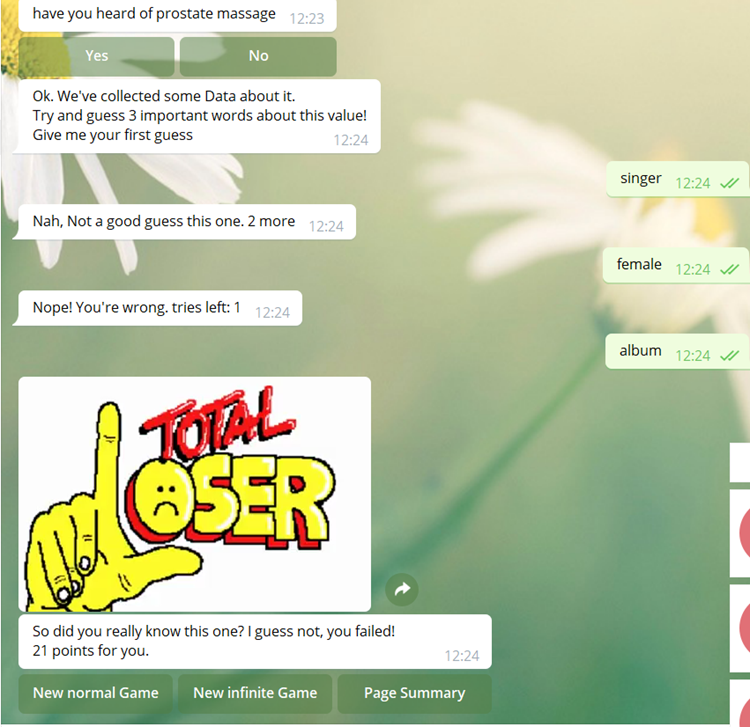 have you heard of prostate massage 12:23
Yes No
Ok. We've collected some Data about it.
Try and guess 3 important words about this value!
Give me your first guess 12:24
singer 12:24
Nah, Not a good guess this one. 2 more 12:24
female 12:24
Nope! You're wrong. tries left: 1 12:24
album 12:24
TOTAL
LOSER
So did you really know this one? I guess not, you failed!
21 points for you. 12:24
New normal Game New infinite Game Page Summary